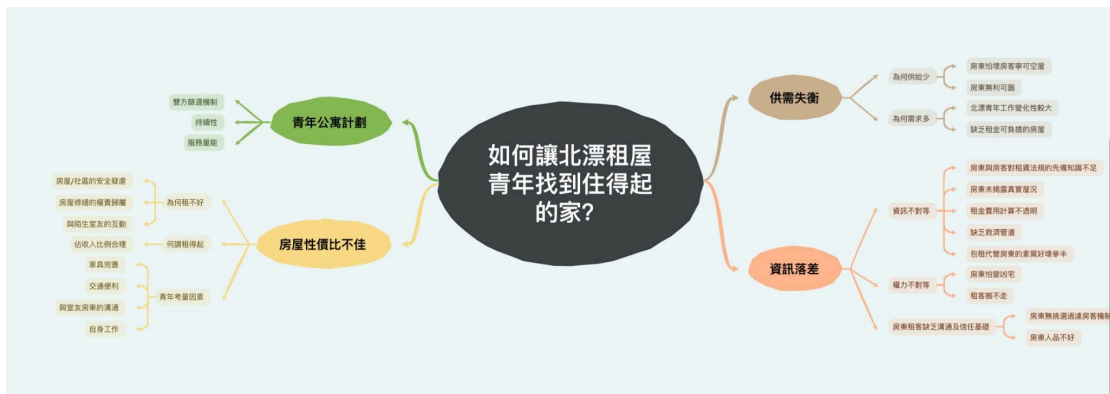 如何讓北漂租屋
青年找到住得起
的家?
青年公寓計劃
雙方篩選機制
持續性
服務量能
房屋性價比不佳
為何租不好
房屋/社區的安全疑慮
房屋修繕的權責歸屬
與陌生室友的互動
何謂租得起
佔收入比例合理
青年考量因素
家具完善
交通便利
與室友房東的溝通
自身工作
供需失衡
為何供給少
房東怕壞房客寧可空屋
房東無利可圖
為何需求多
北漂青年工作變化性較大
缺乏租金可負擔的房屋
資訊落差
資訊不對等
房東與房客對租賃法規的先備知識不足
房東未揭露真實屋況
租金費用計算不透明
缺乏救濟管道
包租代管房東的素質好壞參半
權力不對等
房東怕變凶宅
租客搬不走
房東租客缺乏溝通及信任基礎
房東無挑選過濾房客機制
房東人品不好